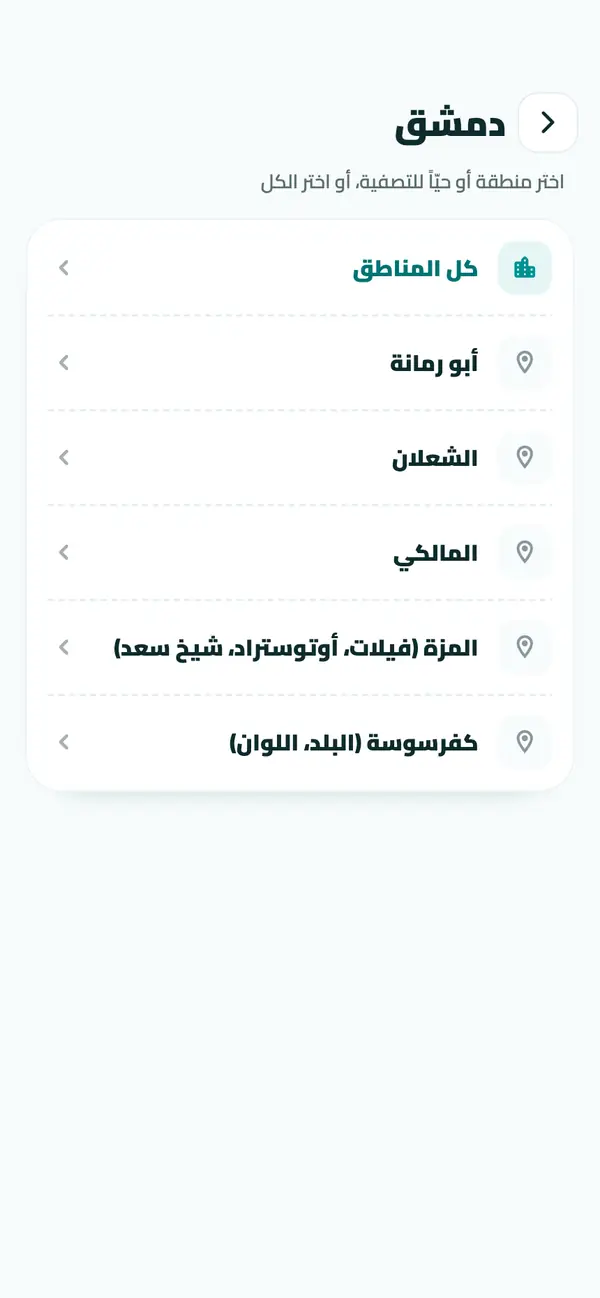 دمشق
اختر منطقة أو حيّاً للتصفية، أو اختر الكل
كل المناطق
أبو رمانة
الشعلان
المالكي
المزة (فيلات، أوتوستراد، شيخ سعد)
كفرسوسة (البلد، اللوان)